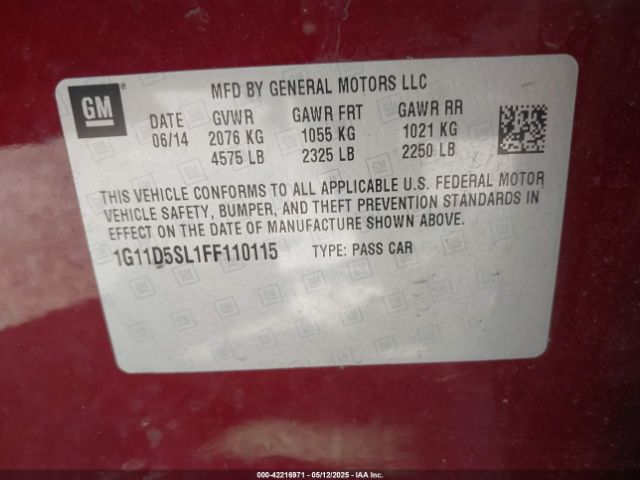 GM
MFD BY GENERAL MOTORS LLC
DATE GVWR GAWR FRT GAWR RR
06/14 2076 KG 1055 KG 1021 KG
4575 LB 2325 LB 2250 LB
THIS VEHICLE CONFORMS TO ALL APPLICABLE U.S. FEDERAL MOTOR
VEHICLE SAFETY, BUMPER, AND THEFT PREVENTION STANDARDS IN
EFFECT ON THE DATE OF MANUFACTURE SHOWN ABOVE.
1G11D5SL1FF110115 TYPE: PASS CAR
000-42216971 - 05/12/2025 - IAA Inc.